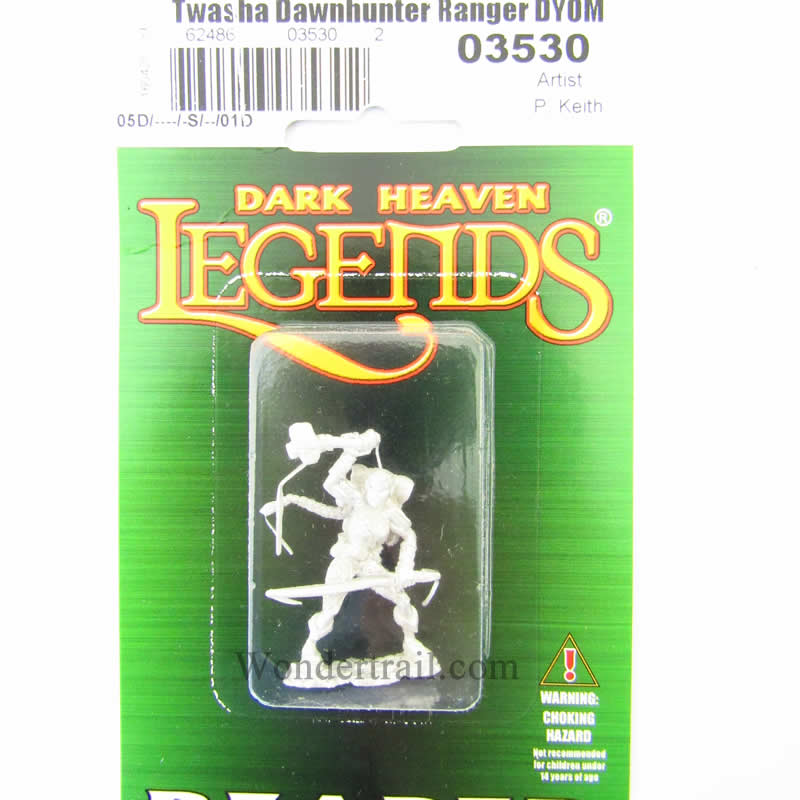 Twasha Dawnhunter Ranger DYOM
62486 03530 2
03530
Artist
P. Keith
05D/----/-S/--/01D
DARK HEAVEN
LEGENDS®
Wondertrail.com
WARNING:
CHOKING
HAZARD
Not recommended
for children under
14 years of age